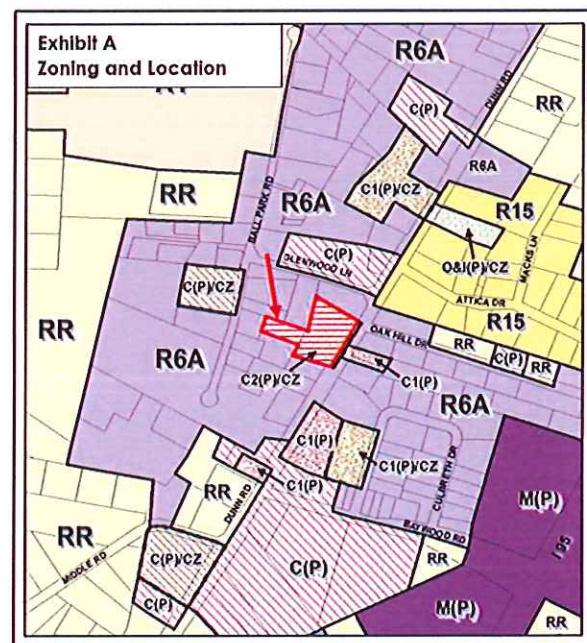 Exhibit A
Zoning and Location
R6A
DUNN RD
RR
C(P)
C1(P)/CZ
R6A
RR
BALL PARK RD
R6A
R15
MACKS LN
O&I(P)/CZ
C(P)
GLENWOOD LN
C(P)/CZ
ATTICA DR
R15
OAK HILL DR
RR
C(P)
RR
RR
R6A
C2(P)/CZ
C1(P)
R6A
CULBRETH DR
C1(P)
C1(P)/CZ
M(P)
C1(P)
RR
DUNN RD
BAYWOOD RD
I 95
RR
MIDDLE RD
C(P)/CZ
C(P)
RR
C(P)
M(P)
RR